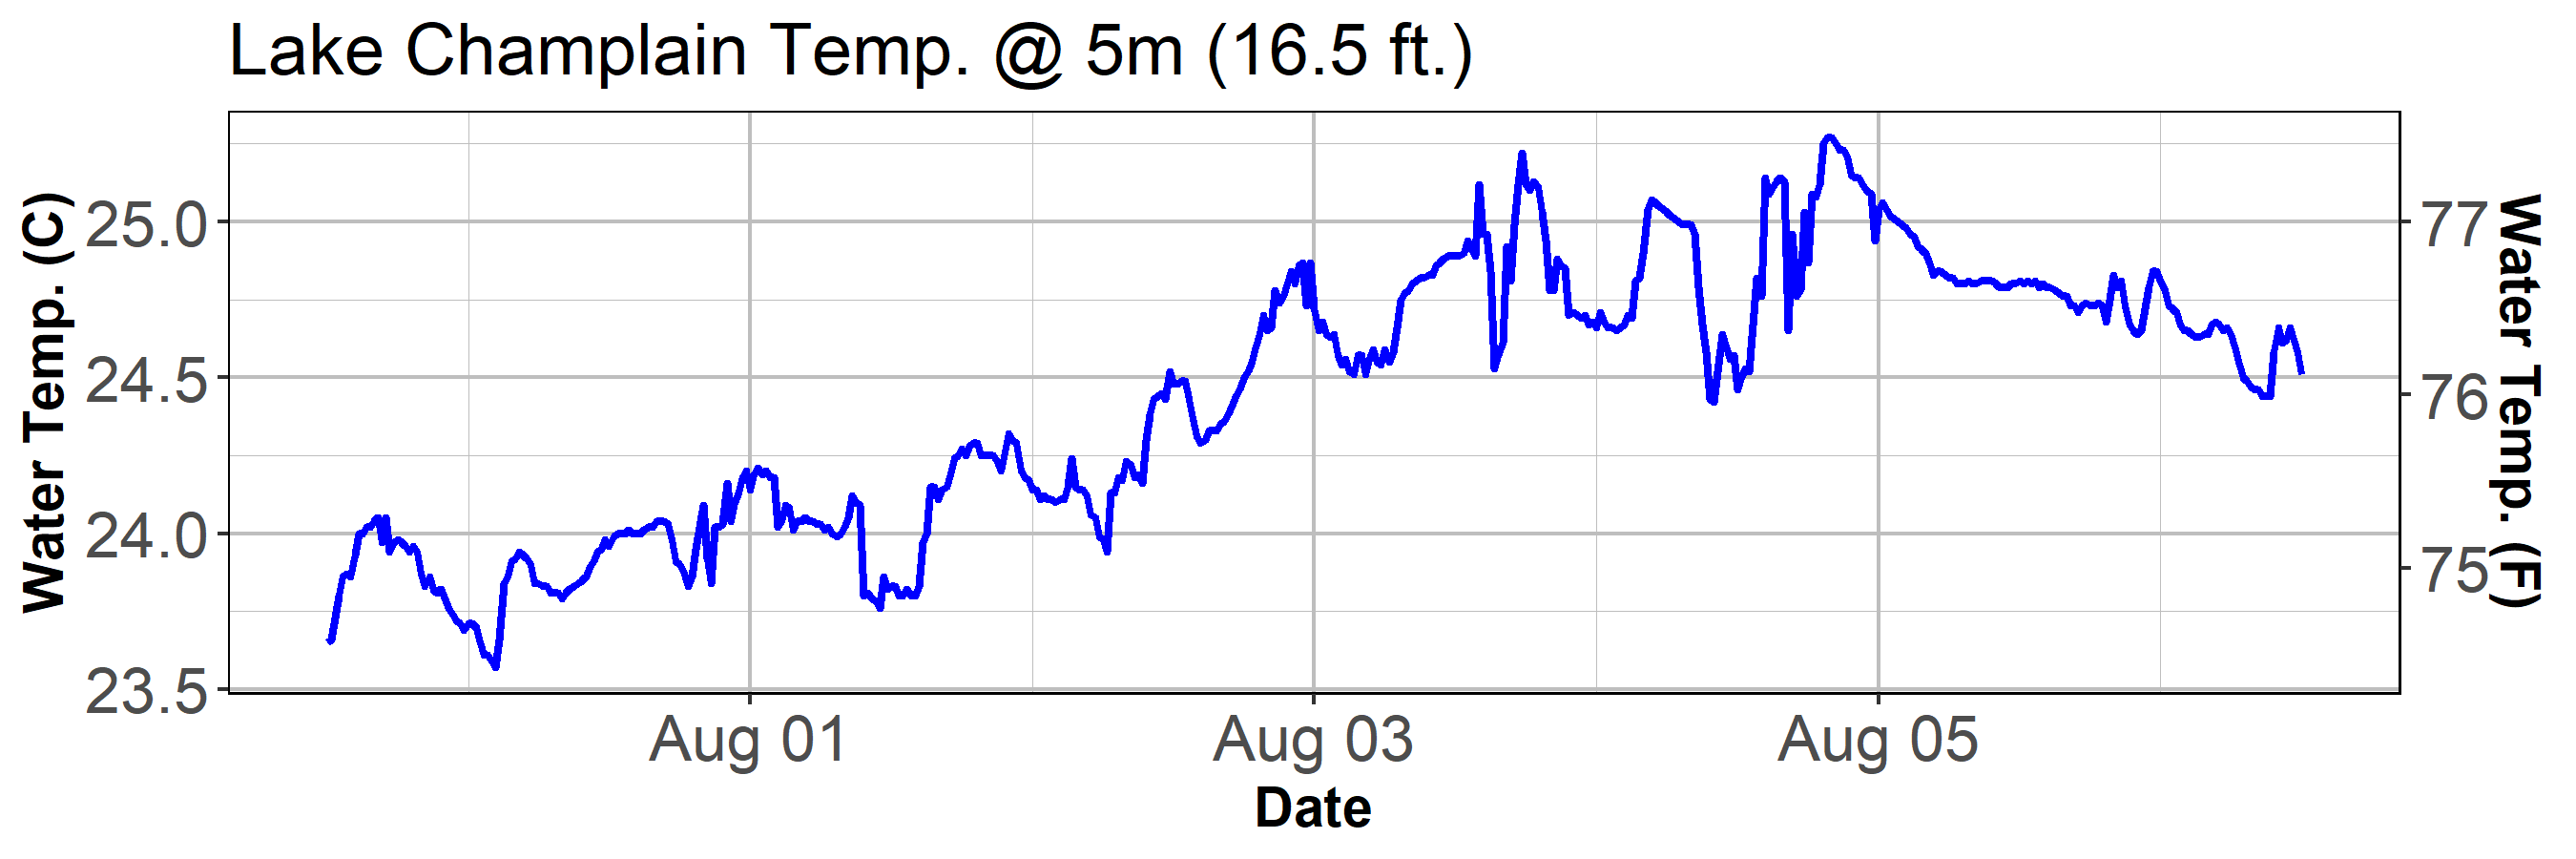 Lake Champlain Temp. @ 5m (16.5 ft.)
Water Temp. (C)
25.0
24.5
24.0
23.5
77
76
75
Water Temp. (F)
Aug 01
Aug 03
Aug 05
Date